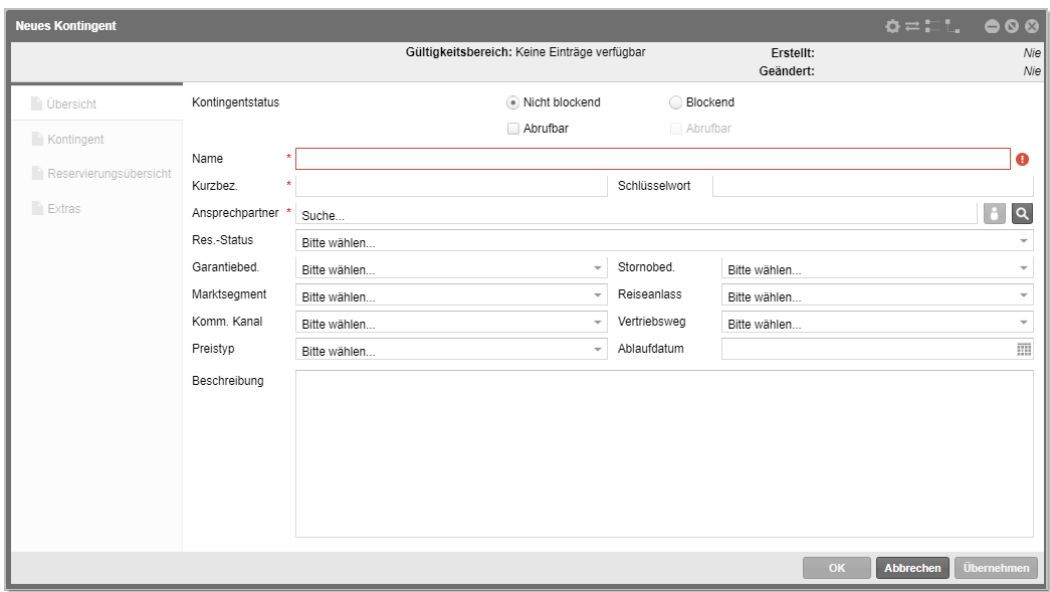 Neues Kontingent
Gültigkeitsbereich: Keine Einträge verfügbar
Erstellt: Nie
Geändert: Nie
Übersicht
Kontingent
Reservierungsübersicht
Extras
Kontingentstatus Nicht blockend Blockend
Abrufbar Abrufbar
Name *
Kurzbez. * Schlüsselwort
Ansprechpartner * Suche...
Res.-Status Bitte wählen...
Garantiebed. Bitte wählen... Stornobed. Bitte wählen...
Marktsegment Bitte wählen... Reiseanlass Bitte wählen...
Komm. Kanal Bitte wählen... Vertriebsweg Bitte wählen...
Preistyp Bitte wählen... Ablaufdatum
Beschreibung
OK Abbrechen Übernehmen